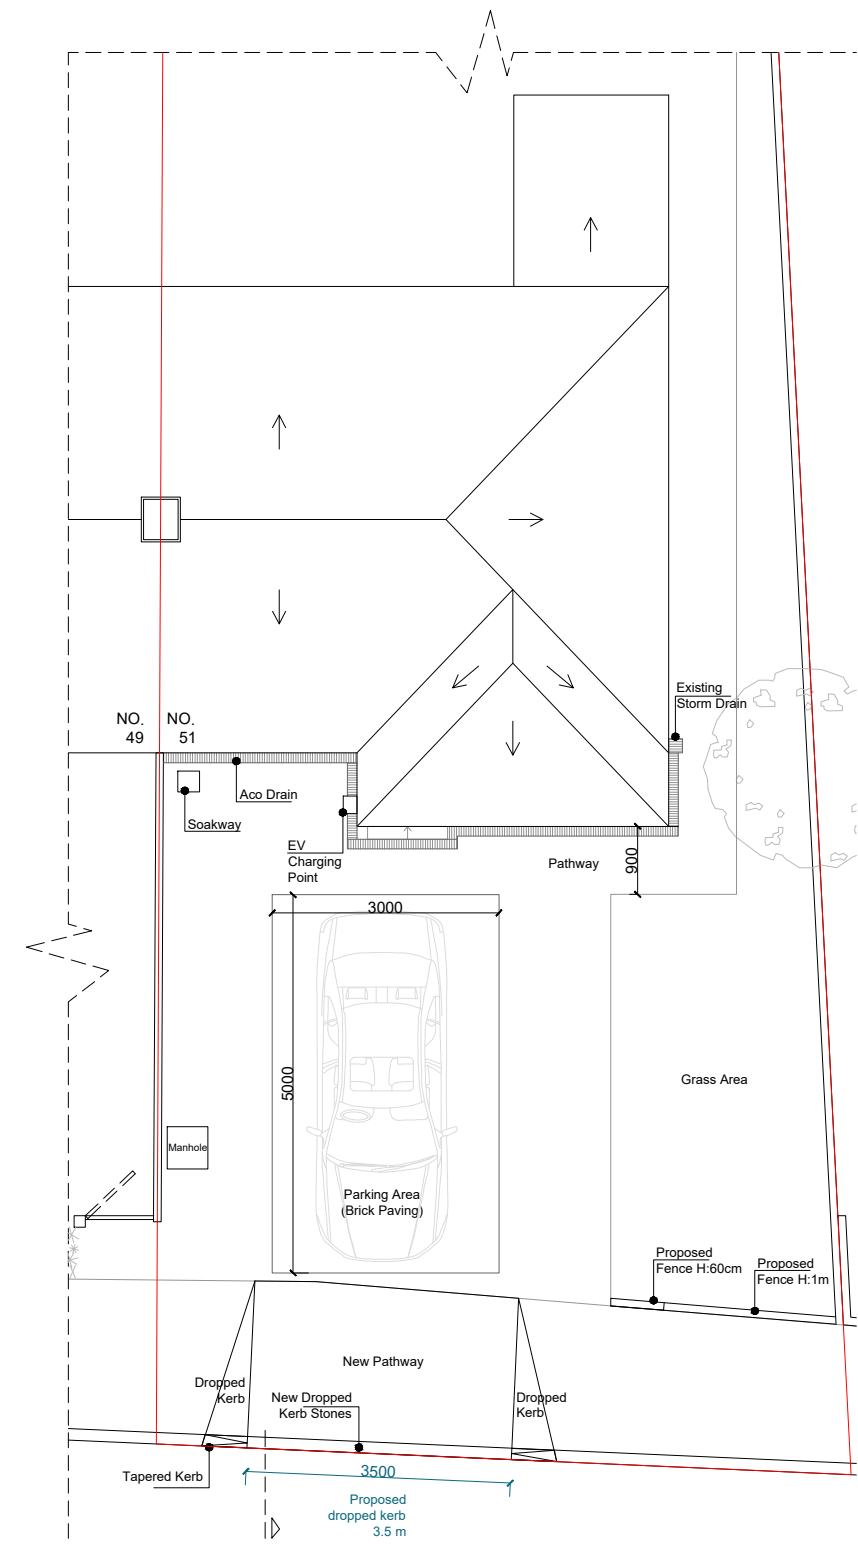 Existing
Storm Drain
NO.
49
NO.
51
Aco Drain
Soakway
EV
Charging
Point
Pathway
900
3000
5000
Grass Area
Manhole
Parking Area
(Brick Paving)
Proposed
Fence H:60cm
Proposed
Fence H:1m
New Pathway
Dropped
Kerb
New Dropped
Kerb Stones
Dropped
Kerb
Tapered Kerb
3500
Proposed
dropped kerb
3.5 m